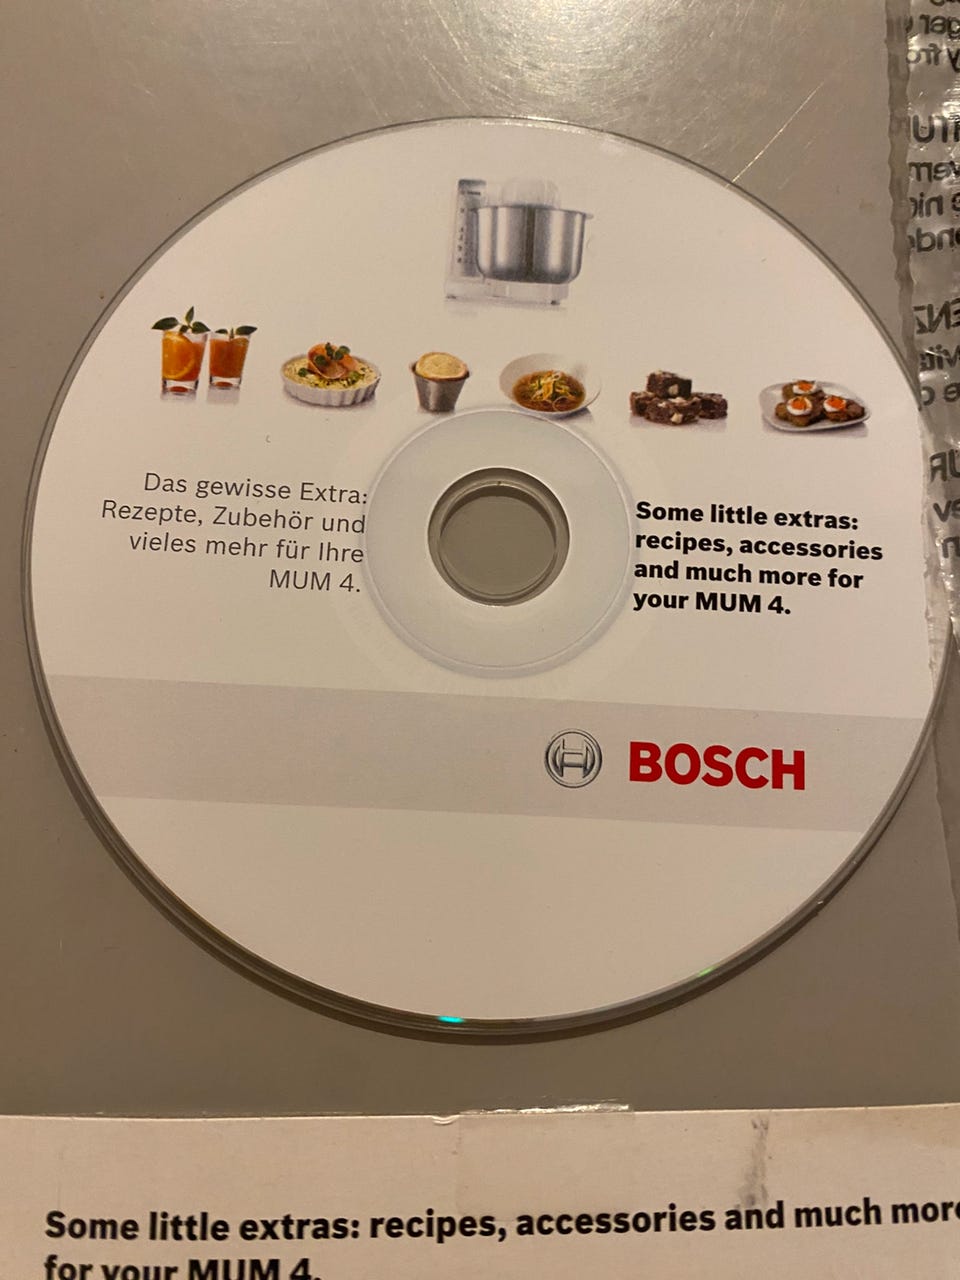 Das gewisse Extra:
Rezepte, Zubehör und
vieles mehr für Ihre
MUM 4.
Some little extras:
recipes, accessories
and much more for
your MUM 4.
BOSCH
Some little extras: recipes, accessories and much more
for your MUM 4.